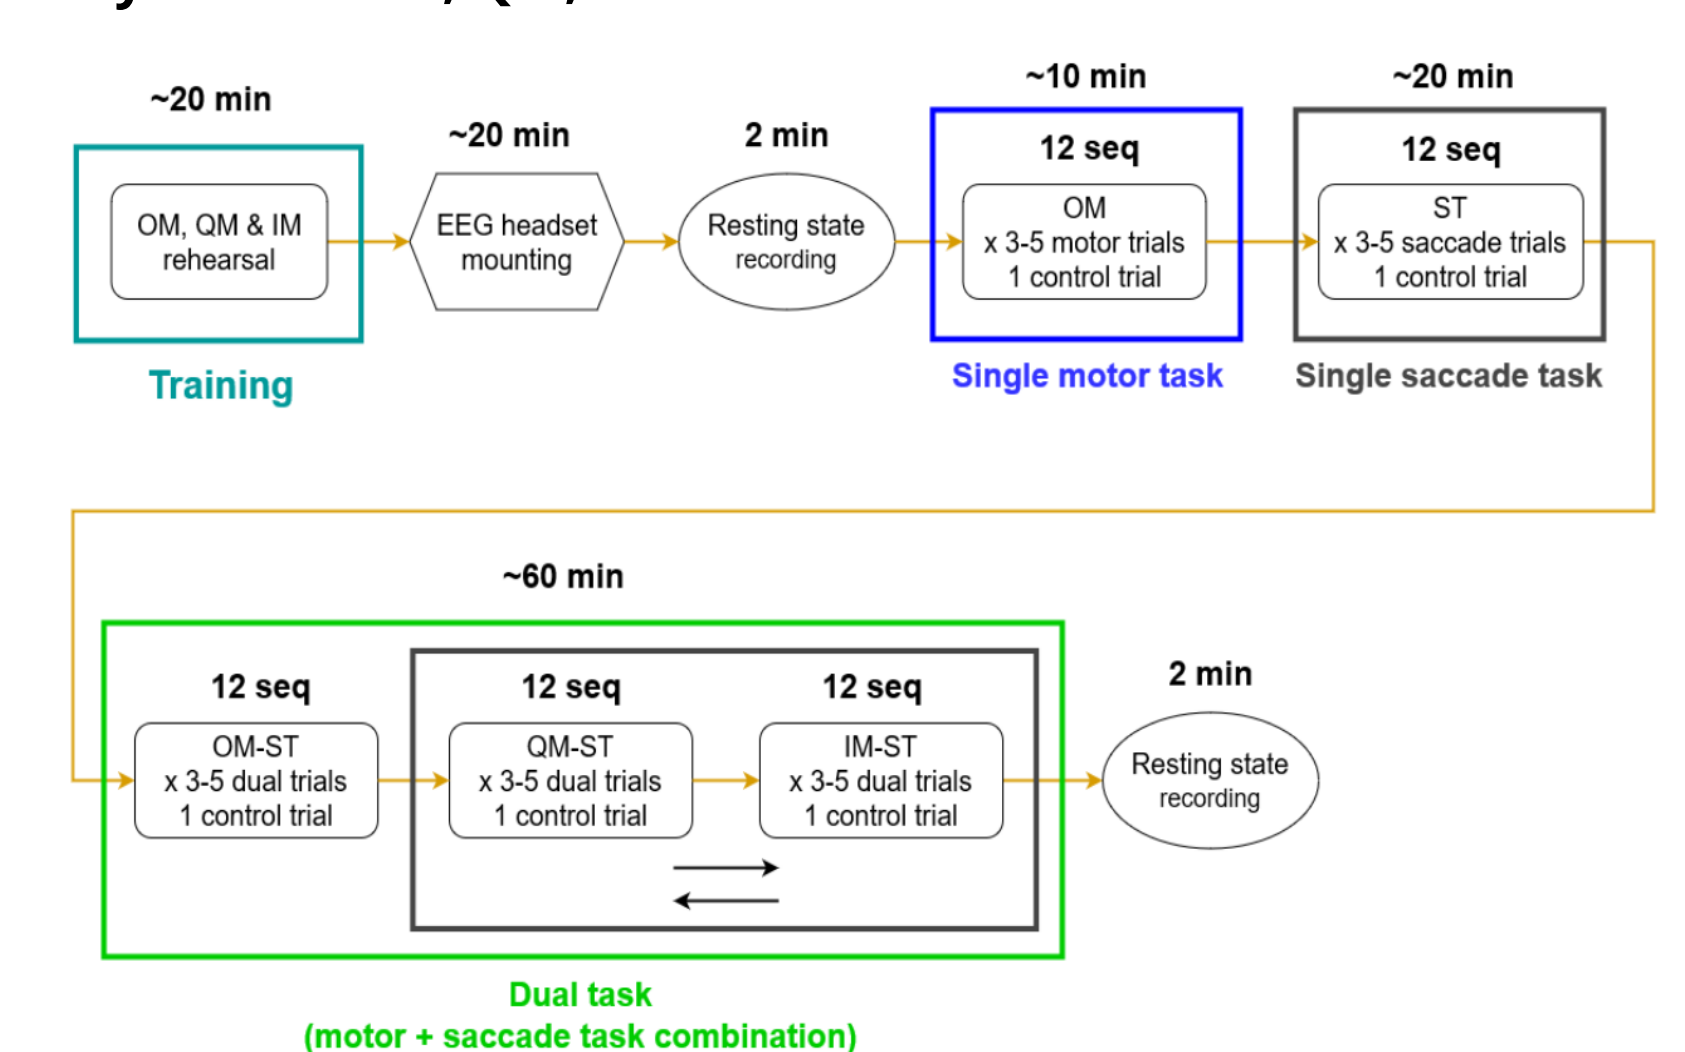 ~20 min
OM, QM & IM
rehearsal
Training
~20 min
EEG headset
mounting
2 min
Resting state
recording
~10 min
12 seq
OM
x 3-5 motor trials
1 control trial
Single motor task
~20 min
12 seq
ST
x 3-5 saccade trials
1 control trial
Single saccade task
~60 min
12 seq
OM-ST
x 3-5 dual trials
1 control trial
12 seq
QM-ST
x 3-5 dual trials
1 control trial
12 seq
IM-ST
x 3-5 dual trials
1 control trial
Dual task
(motor + saccade task combination)
2 min
Resting state
recording